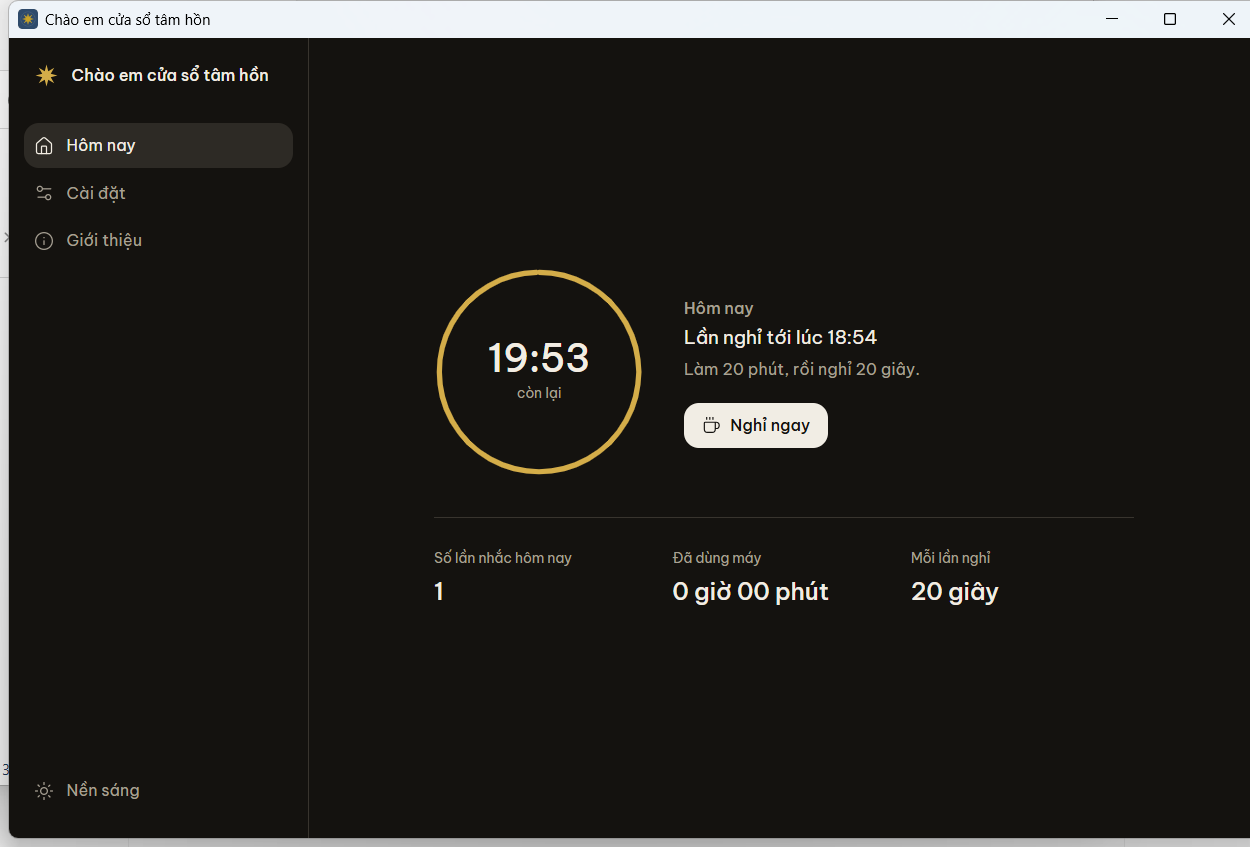 Chào em cửa sổ tâm hồn
Chào em cửa sổ tâm hồn
Hôm nay
Cài đặt
Giới thiệu
Nền sáng
19:53
còn lại
Hôm nay
Lần nghỉ tới lúc 18:54
Làm 20 phút, rồi nghỉ 20 giây.
Nghỉ ngay
Số lần nhắc hôm nay
1
Đã dùng máy
0 giờ 00 phút
Mỗi lần nghỉ
20 giây
3